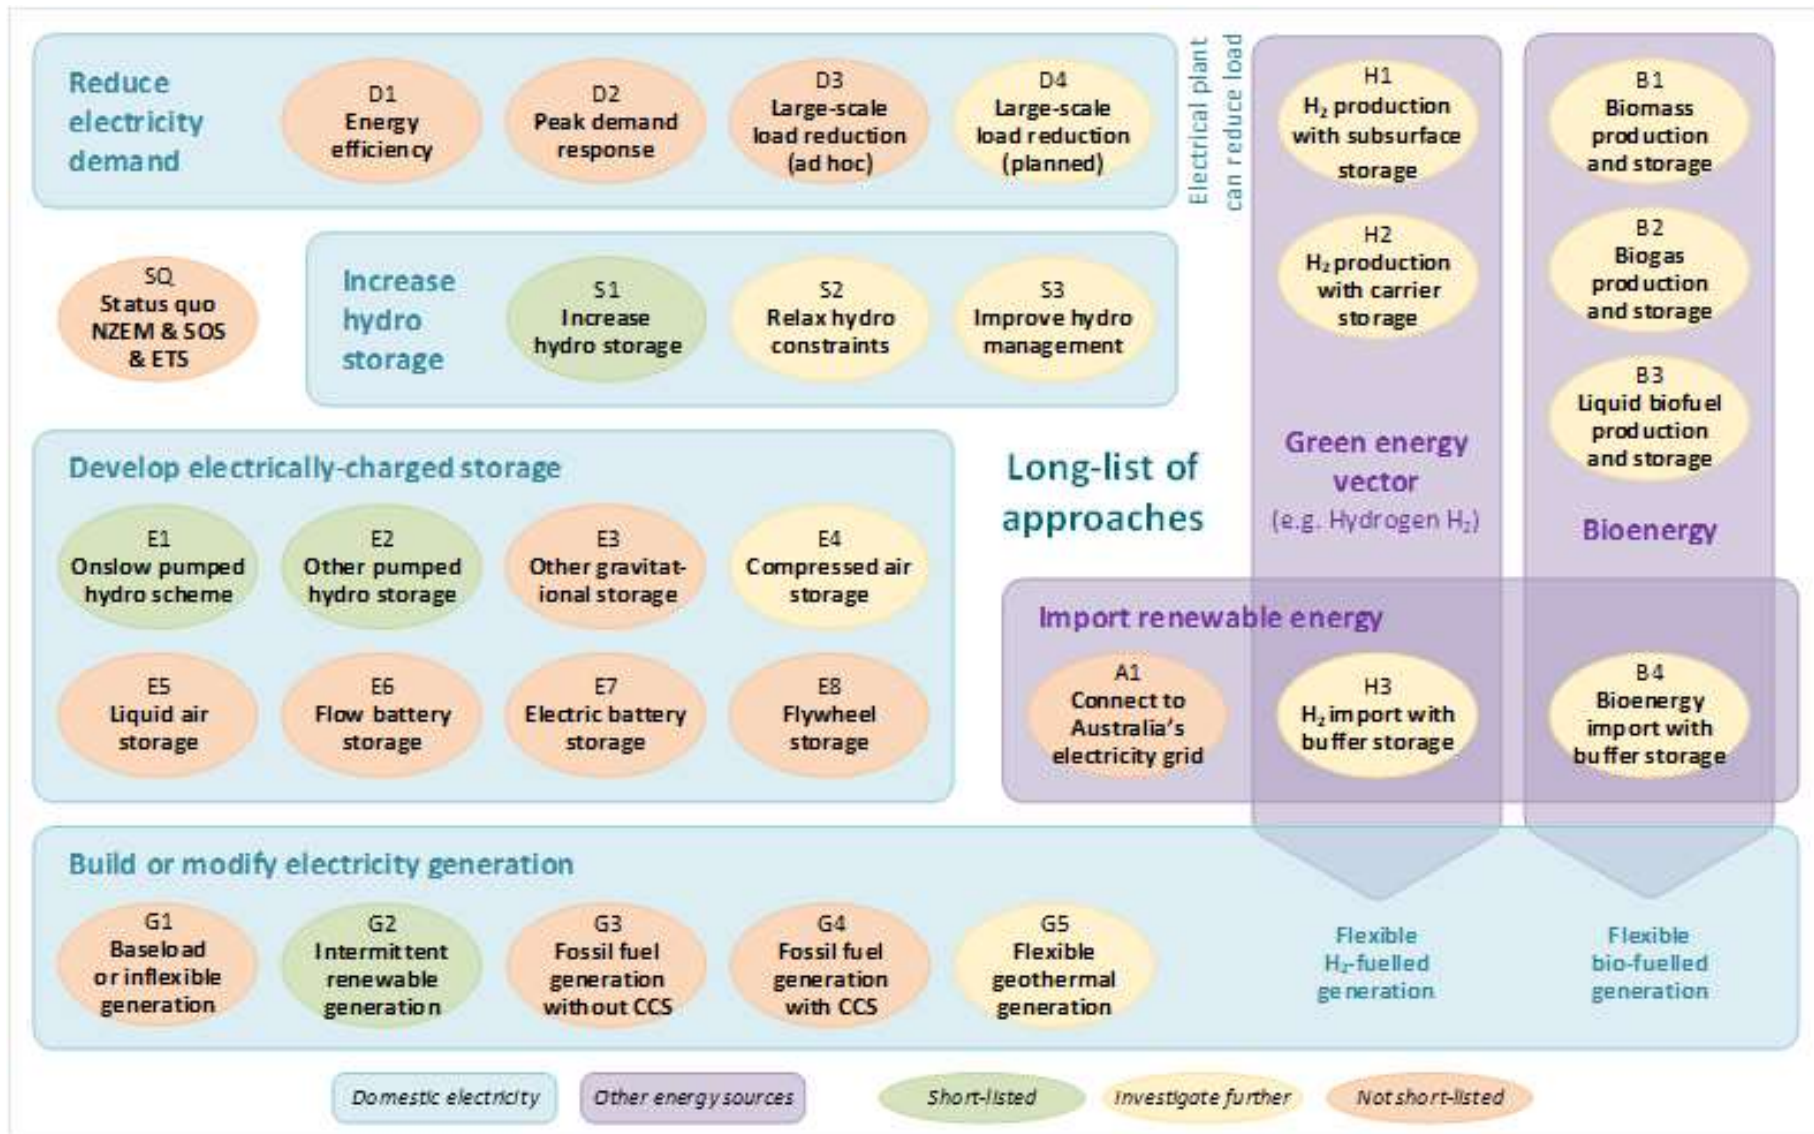 Reduce
electricity
demand
D1
Energy
efficiency
D2
Peak demand
response
D3
Large-scale
load reduction
(ad hoc)
D4
Large-scale
load reduction
(planned)
Electrical plant
can reduce load
H1
H₂ production
with subsurface
storage
B1
Biomass
production
and storage
SQ
Status quo
NZEM & SOS
& ETS
Increase
hydro
storage
S1
Increase
hydro storage
S2
Relax hydro
constraints
S3
Improve hydro
management
H2
H₂ production
with carrier
storage
B2
Biogas
production
and storage
B3
Liquid biofuel
production
and storage
Develop electrically-charged storage
E1
Onslow pumped
hydro scheme
E2
Other pumped
hydro storage
E3
Other gravitat-
ional storage
E4
Compressed air
storage
E5
Liquid air
storage
E6
Flow battery
storage
E7
Electric battery
storage
E8
Flywheel
storage
Long-list of
approaches
Green energy
vector
(e.g. Hydrogen H₂)
Bioenergy
Import renewable energy
A1
Connect to
Australia's
electricity grid
H3
H₂ import with
buffer storage
B4
Bioenergy
import with
buffer storage
Build or modify electricity generation
G1
Baseload
or inflexible
generation
G2
Intermittent
renewable
generation
G3
Fossil fuel
generation
without CCS
G4
Fossil fuel
generation
with CCS
G5
Flexible
geothermal
generation
Flexible
H₂-fuelled
generation
Flexible
bio-fuelled
generation
Domestic electricity
Other energy sources
Short-listed
Investigate further
Not short-listed